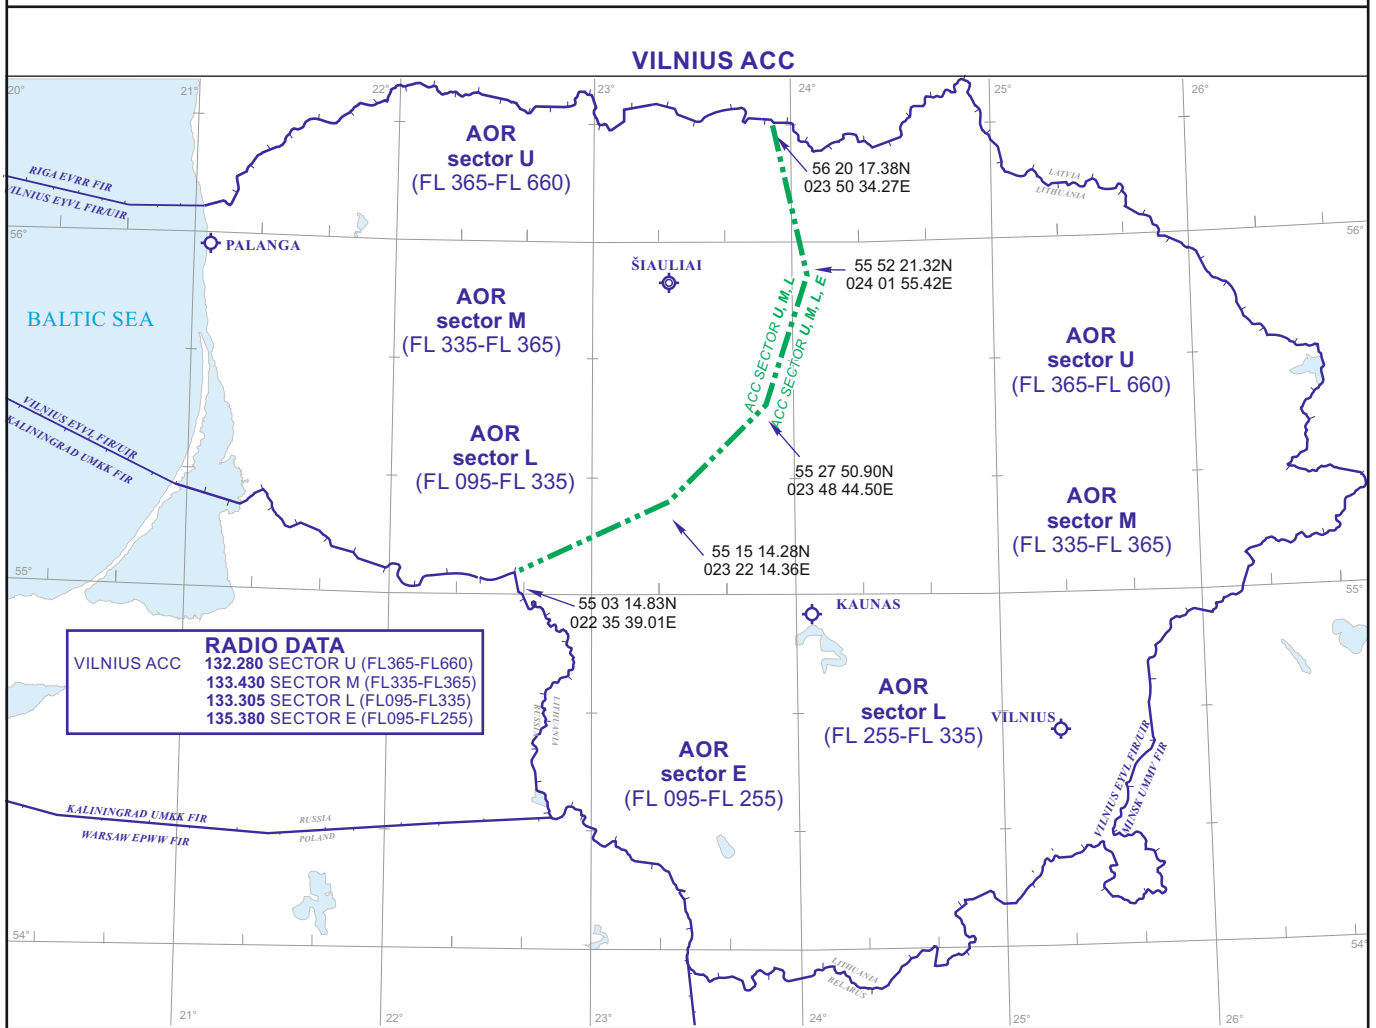 VILNIUS ACC
20°
21°
22°
23°
24°
25°
26°
AOR
sector U
(FL 365-FL 660)
56 20 17.38N
023 50 34.27E
LATVIA
LITHUANIA
RIGA EVRR FIR
VILNIUS EYVL FIR/UIR
56°
56°
PALANGA
ŠIAULIAI
55 52 21.32N
024 01 55.42E
BALTIC SEA
AOR
sector M
(FL 335-FL 365)
ACC SECTOR U, M, L
ACC SECTOR U, M, L, E
AOR
sector U
(FL 365-FL 660)
VILNIUS EYVL FIR/UIR
KALININGRAD UMKK FIR
AOR
sector L
(FL 095-FL 335)
55 27 50.90N
023 48 44.50E
AOR
sector M
(FL 335-FL 365)
55 15 14.28N
023 22 14.36E
55°
55°
55 03 14.83N
022 35 39.01E
KAUNAS
RADIO DATA
VILNIUS ACC 132.280 SECTOR U (FL365-FL660)
133.430 SECTOR M (FL335-FL365)
133.305 SECTOR L (FL095-FL335)
135.380 SECTOR E (FL095-FL255)
LITHUANIA
RUSSIA
AOR
sector L
(FL 255-FL 335)
VILNIUS
AOR
sector E
(FL 095-FL 255)
VILNIUS EYVL FIR/UIR
MINSK UMMV FIR
KALININGRAD UMKK FIR
WARSAW EPWW FIR
RUSSIA
POLAND
54°
54°
LITHUANIA
BELARUS
21°
22°
23°
24°
25°
26°